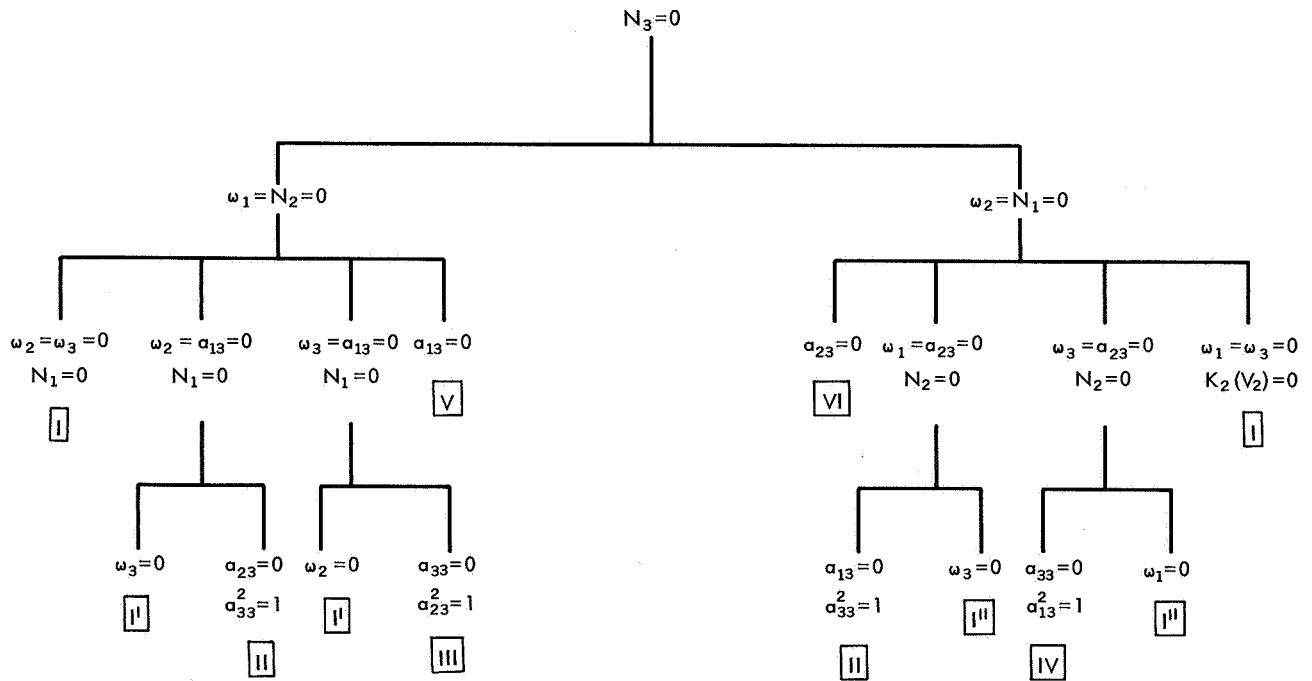 N₃=0
ω₁=N₂=0
ω₂=N₁=0
ω₂=ω₃=0
N₁=0
I
ω₂=a₁₃=0
N₁=0
ω₃=a₁₃=0
N₁=0
a₁₃=0
V
a₂₃=0
VI
ω₁=a₂₃=0
N₂=0
ω₃=a₂₃=0
N₂=0
ω₁=ω₃=0
K₂(V₂)=0
I
ω₃=0
I'
a₂₃=0
a²₃₃=1
II
ω₂=0
I'
a₃₃=0
a²₂₃=1
III
a₁₃=0
a²₃₃=1
II
ω₃=0
I"
a₃₃=0
a²₁₃=1
IV
ω₁=0
I"